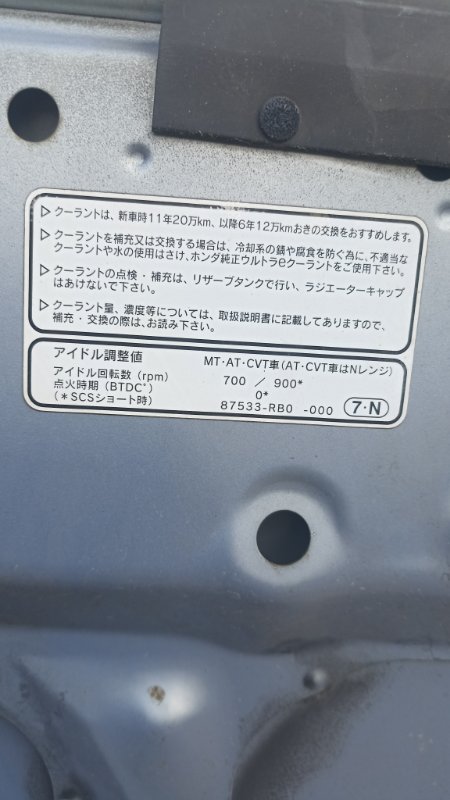 ▷クーラントは、新車時11年20万km、以降6年12万kmおきの交換をおすすめします。
▷クーラントを補充又は交換する場合は、冷却系の錆や腐食を防ぐ為に、不適当な
クーラントや水の使用はさけ、ホンダ純正ウルトラeクーラントをご使用下さい。
▷クーラントの点検・補充は、リザーブタンクで行い、ラジエーターキャップ
はあけないで下さい。
▷クーラント量、濃度等については、取扱説明書に記載してありますので、
補充・交換の際は、お読み下さい。
アイドル調整値 MT・AT・CVT車(AT・CVT車はNレンジ)
アイドル回転数(rpm) 700 / 900*
点火時期(BTDC°) 0*
(*SCSショート時) 87533-RB0 -000 7・N